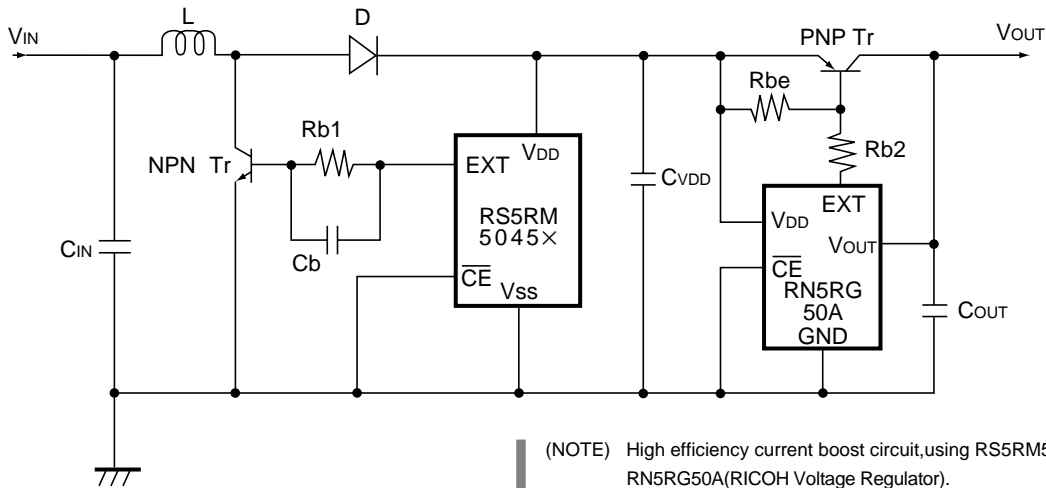 VIN
L
D
PNP Tr
VOUT
Rbe
Rb1
Rb2
NPN Tr
VDD
EXT
CVDD
EXT
RS5RM
5045×
VDD
VOUT
CIN
Cb
CE
VSS
CE
RN5RG
50A
GND
COUT
(NOTE) High efficiency current boost circuit,using RS5RM5
RN5RG50A(RICOH Voltage Regulator).